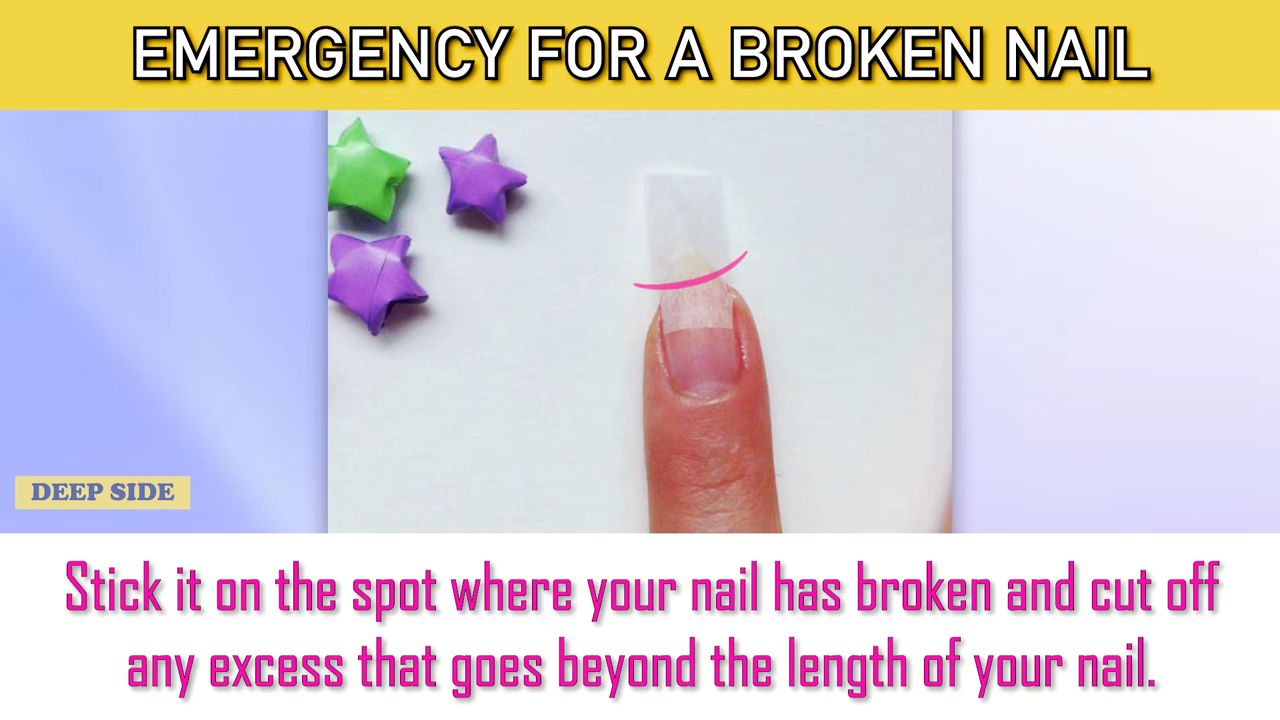 EMERGENCY FOR A BROKEN NAIL
DEEP SIDE
Stick it on the spot where your nail has broken and cut off
any excess that goes beyond the length of your nail.